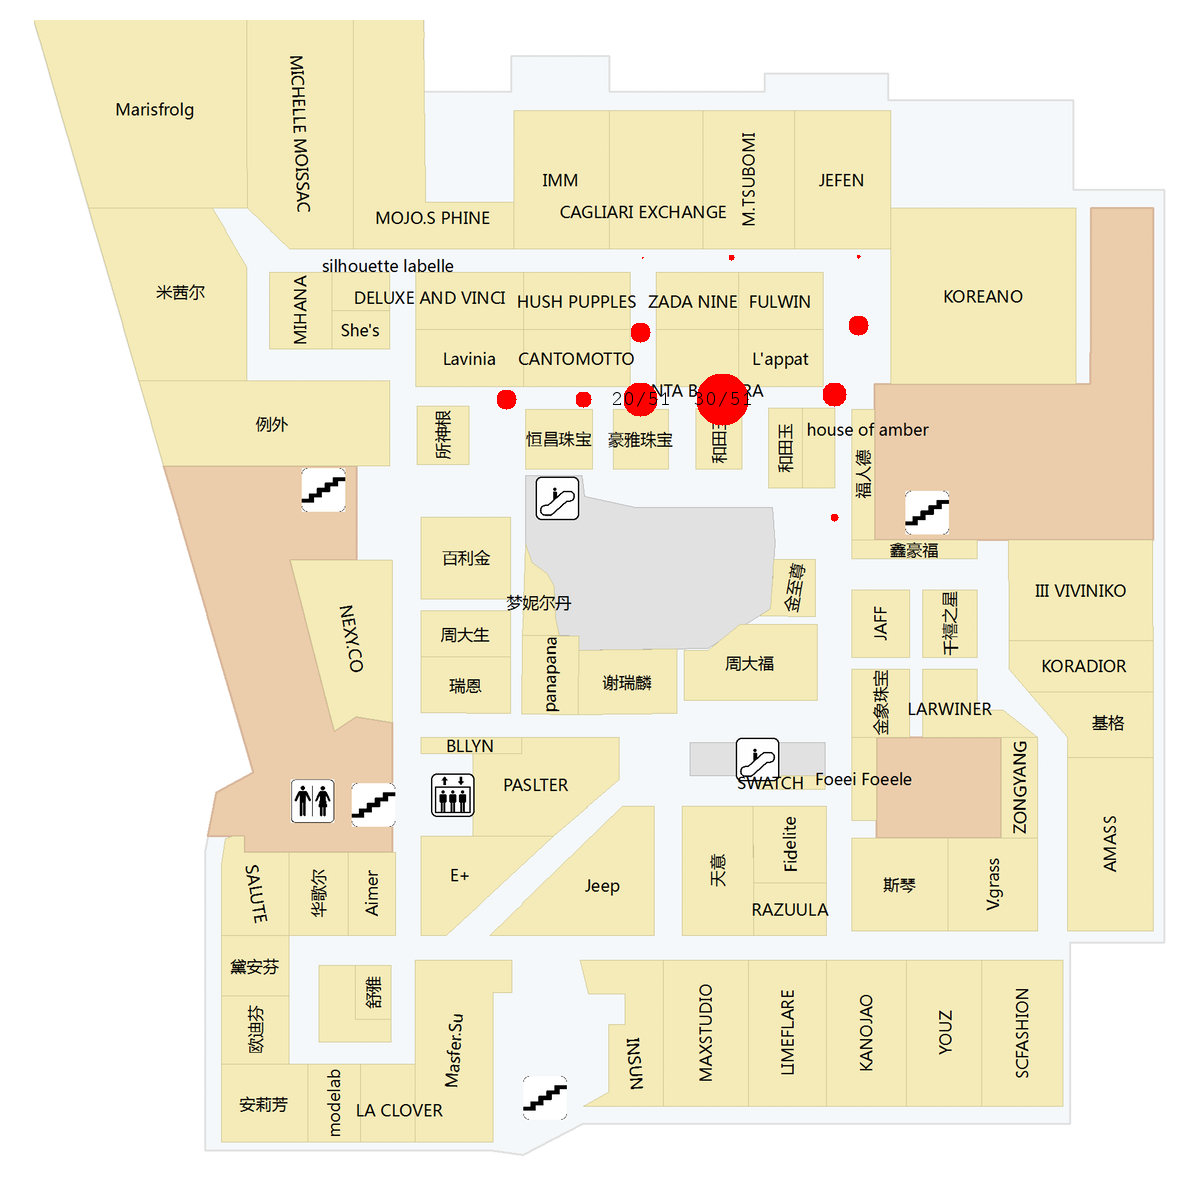 Marisfrolg
MICHELLE MOISSAC
MOJO.S PHINE
IMM
CAGLIARI EXCHANGE
M.TSUBOMI
JEFEN
米茜尔
silhouette labelle
MIHANA
DELUXE AND VINCI
She's
HUSH PUPPLES
ZADA NINE
FULWIN
KOREANO
Lavinia
CANTOMOTTO
L'appat
20/51
30/51
例外
所神根
恒昌珠宝
豪雅珠宝
和田玉
和田玉
house of amber
福人德
鑫豪福
百利金
梦妮尔丹
金至尊
III VIVINIKO
NEXY.CO
周大生
JAFF
千禧之星
瑞恩
panapana
谢瑞麟
周大福
KORADIOR
金象珠宝
LARWINER
基格
BLLYN
PASLTER
SWATCH
Foeei Foeele
ZONGYANG
SALUTE
华歌尔
Aimer
E+
Jeep
天意
Fidelite
RAZUULA
斯琴
V.grass
AMASS
黛安芬
舒雅
欧迪芬
Masfer.Su
INSUN
MAXSTUDIO
LIMEFLARE
KANOJAO
YOUZ
SCFASHION
安莉芳
modelab
LA CLOVER